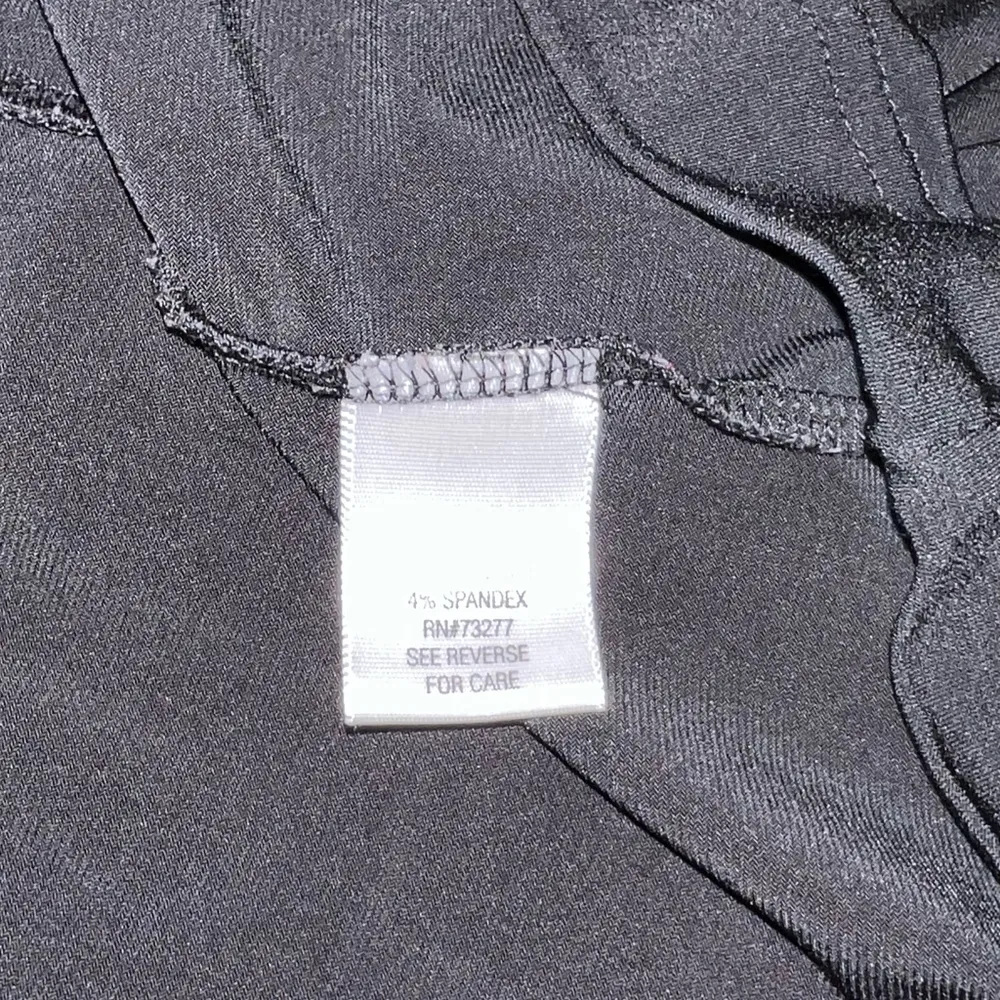 4% SPANDEX
RN#73277
SEE REVERSE
FOR CARE